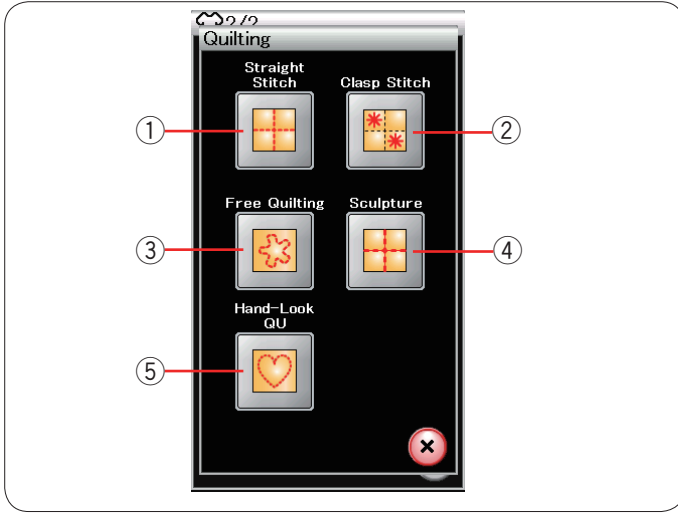 2/2
Quilting
Straight
Stitch
Clasp Stitch
① ②
Free Quilting Sculpture
③ ④
Hand-Look
QU
⑤
×